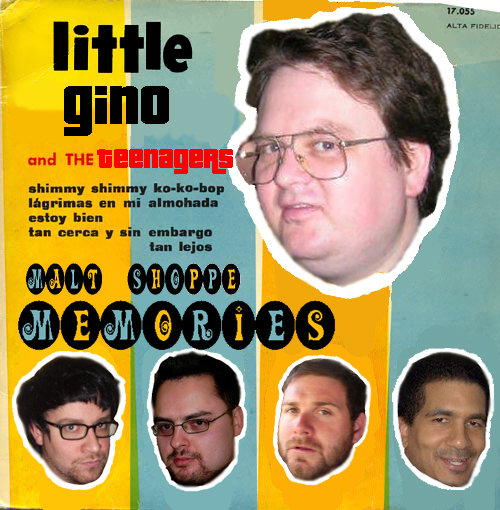 17.055
ALTA FIDELIDAD
little
gino
and THE teenagers
shimmy shimmy ko-ko-bop
lágrimas en mi almohada
estoy bien
tan cerca y sin embargo
tan lejos
MALT SHOPPE
MEMORIES